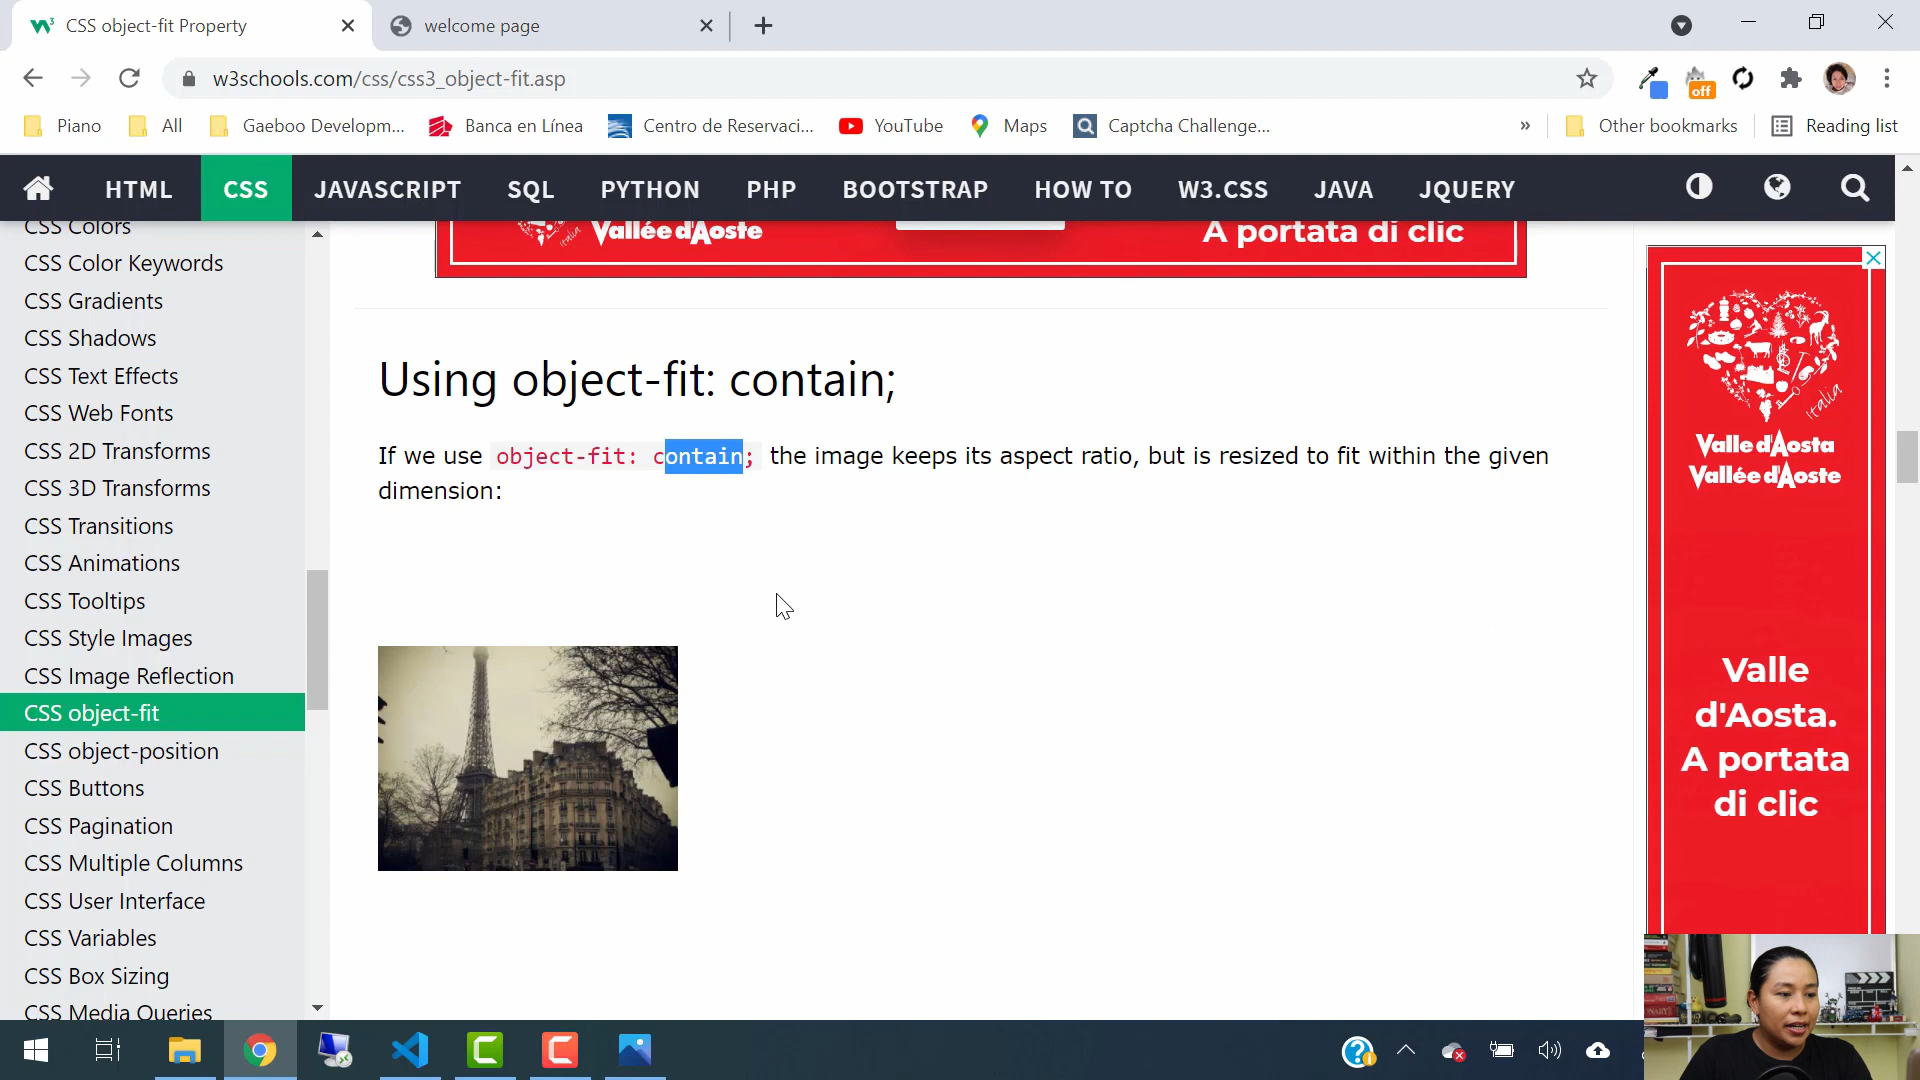 CSS object-fit Property
welcome page
w3schools.com/css/css3_object-fit.asp
off
Piano
All
Gaeboo Developm...
Banca en Línea
Centro de Reservaci...
YouTube
Maps
Captcha Challenge...
»
Other bookmarks
Reading list
HTML
CSS
JAVASCRIPT
SQL
PYTHON
PHP
BOOTSTRAP
HOW TO
W3.CSS
JAVA
JQUERY
CSS Colors
CSS Color Keywords
CSS Gradients
CSS Shadows
CSS Text Effects
CSS Web Fonts
CSS 2D Transforms
CSS 3D Transforms
CSS Transitions
CSS Animations
CSS Tooltips
CSS Style Images
CSS Image Reflection
CSS object-fit
CSS object-position
CSS Buttons
CSS Pagination
CSS Multiple Columns
CSS User Interface
CSS Variables
CSS Box Sizing
CSS Media Queries
Vallée d'Aoste
A portata di clic
Using object-fit: contain;
If we use object-fit: contain; the image keeps its aspect ratio, but is resized to fit within the given
dimension:
Italia
Valle d'Aosta
Vallée d'Aoste
Valle
d'Aosta.
A portata
di clic